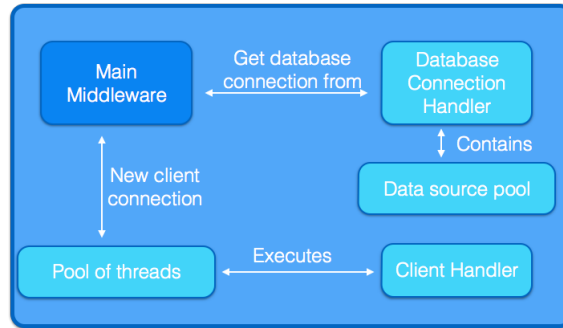 Main
Middleware
Get database
connection from
Database
Connection
Handler
Contains
Data source pool
New client
connection
Pool of threads
Executes
Client Handler